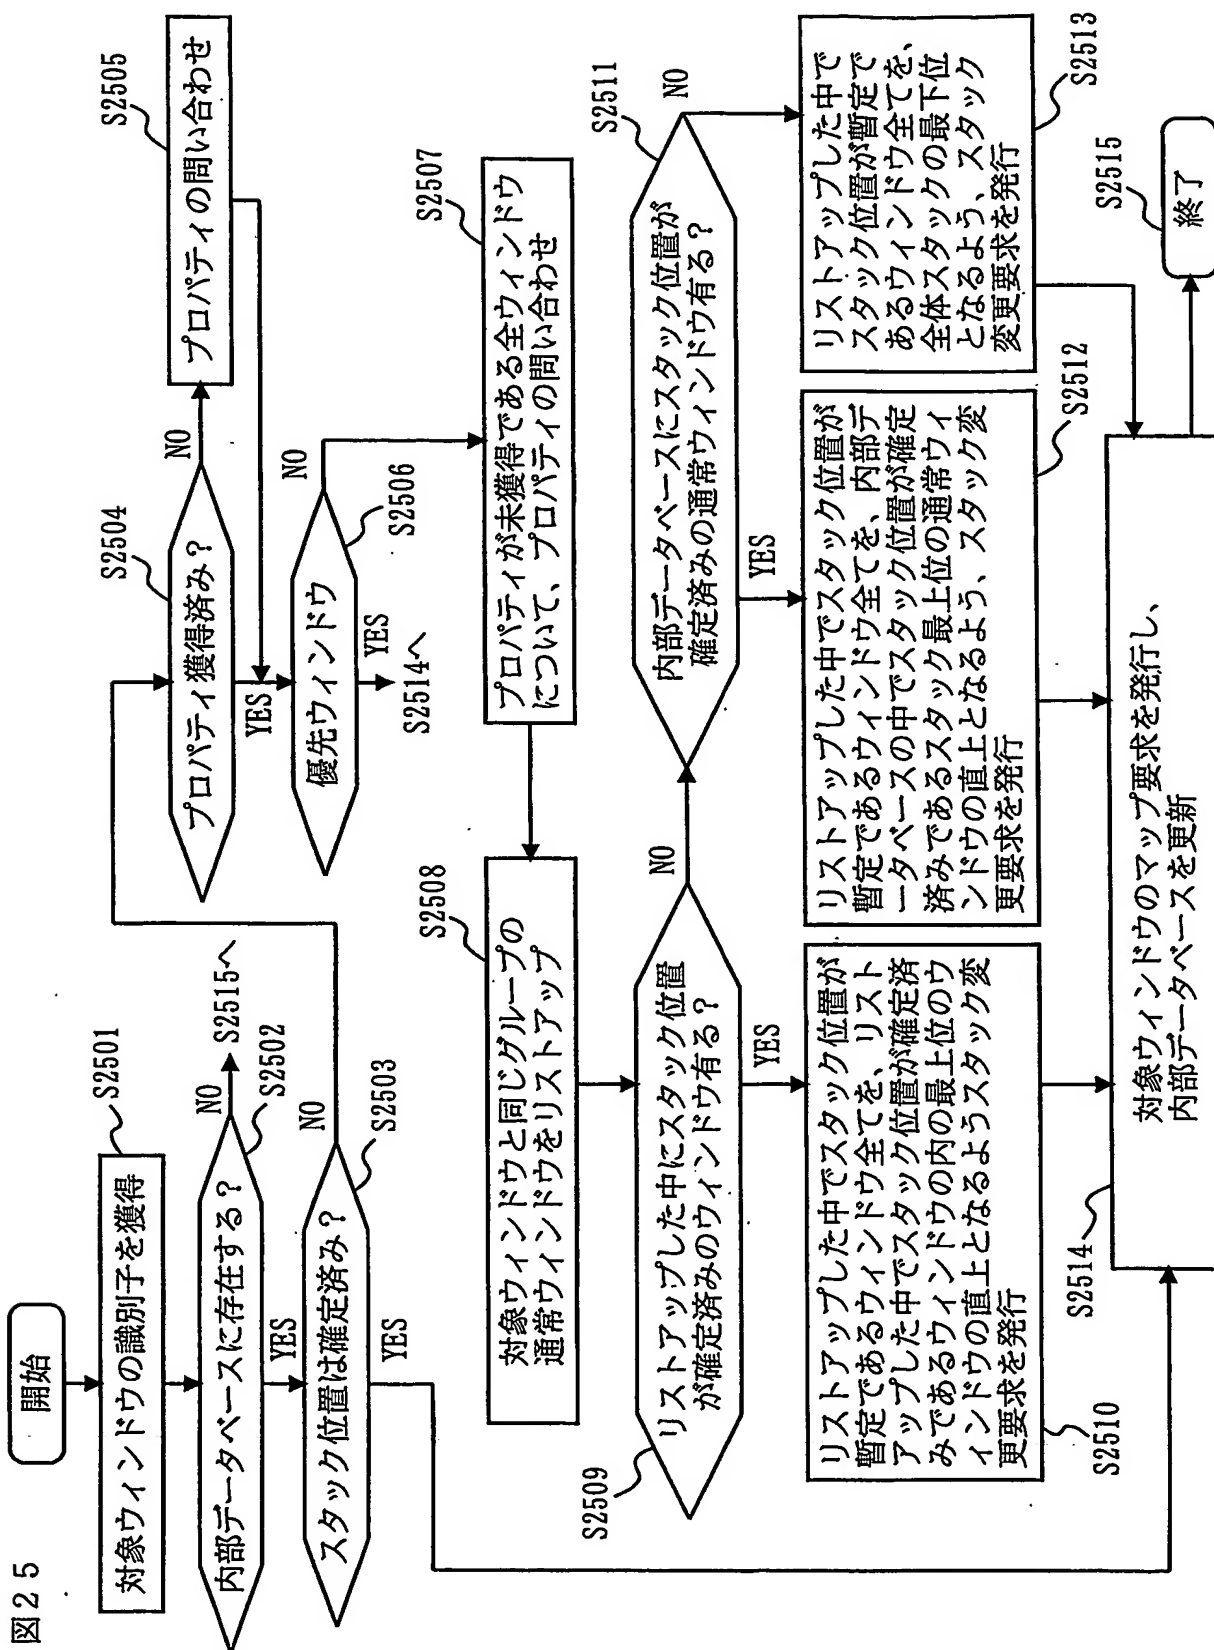 図25
開始
S2501
対象ウィンドウの識別子を獲得
S2502
内部データベースに存在する？
NO
S2515へ
YES
S2503
スタック位置は確定済み？
NO
YES
S2504
プロパティ獲得済み？
NO
YES
S2505
プロパティの問い合わせ
S2506
優先ウィンドウ
NO
YES
S2514へ
S2507
プロパティが未獲得である全ウィンドウ
について、プロパティの問い合わせ
S2508
対象ウィンドウと同じグループの
通常ウィンドウをリストアップ
S2509
リストアップした中にスタック位置
が確定済みのウィンドウ有る？
NO
YES
S2510
リストアップした中でスタック位置が
暫定であるウィンドウ全てを、リスト
アップした中でスタック位置が確定済
みであるウィンドウの内の最上位のウ
ィンドウの直上となるようスタック変
更要求を発行
S2511
内部データベースにスタック位置が
確定済みの通常ウィンドウ有る？
NO
YES
S2512
リストアップした中でスタック位置が
暫定であるウィンドウ全てを、内部デ
ータベースの中でスタック位置が確定
済みであるスタック最上位の通常ウィ
ンドウの直上となるよう、スタック変
更要求を発行
S2513
リストアップした中で
スタック位置が暫定で
あるウィンドウ全てを、
全体スタックの最下位
となるよう、スタック
変更要求を発行
S2514
対象ウィンドウのマップ要求を発行し、
内部データベースを更新
S2515
終了